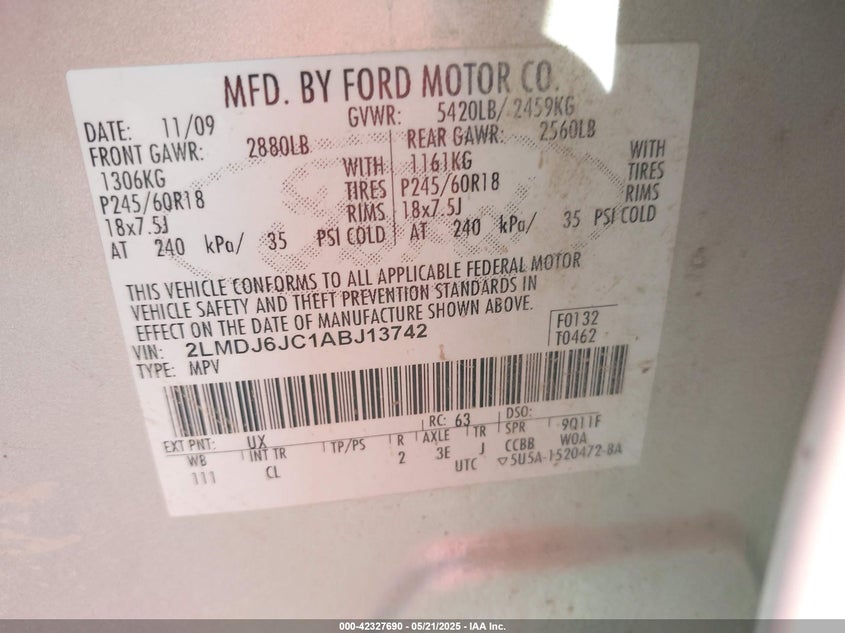 MFD. BY FORD MOTOR CO.
DATE: 11/09 GVWR: 5420LB/ 2459KG
FRONT GAWR: 2880LB REAR GAWR: 2560LB
1306KG WITH 1161KG WITH
P245/60R18 TIRES P245/60R18 TIRES
18x7.5J RIMS 18x7.5J RIMS
AT 240 kPa/ 35 PSI COLD AT 240 kPa/ 35 PSI COLD
THIS VEHICLE CONFORMS TO ALL APPLICABLE FEDERAL MOTOR
VEHICLE SAFETY AND THEFT PREVENTION STANDARDS IN
EFFECT ON THE DATE OF MANUFACTURE SHOWN ABOVE.
VIN: 2LMDJ6JC1ABJ13742 F0132
TYPE: MPV T0462
EXT PNT: UX RC: 63 DSO:
WB INT TR TP/PS R AXLE TR SPR 9Q11F
111 CL 2 3E J CCBB WOA
UTC ▽5U5A-1520472-BA
000-42327690 - 05/21/2025 - IAA Inc.